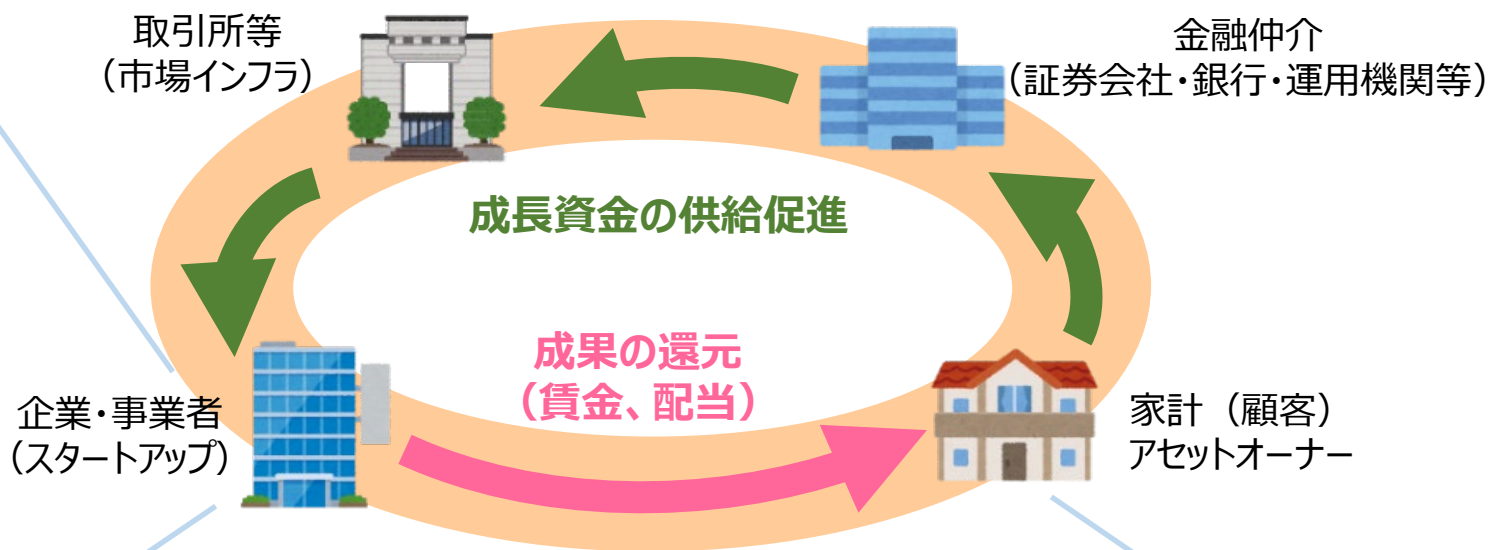 取引所等
（市場インフラ）
金融仲介
（証券会社・銀行・運用機関等）
成長資金の供給促進
成果の還元
（賃金、配当）
企業・事業者
（スタートアップ）
家計（顧客）
アセットオーナー